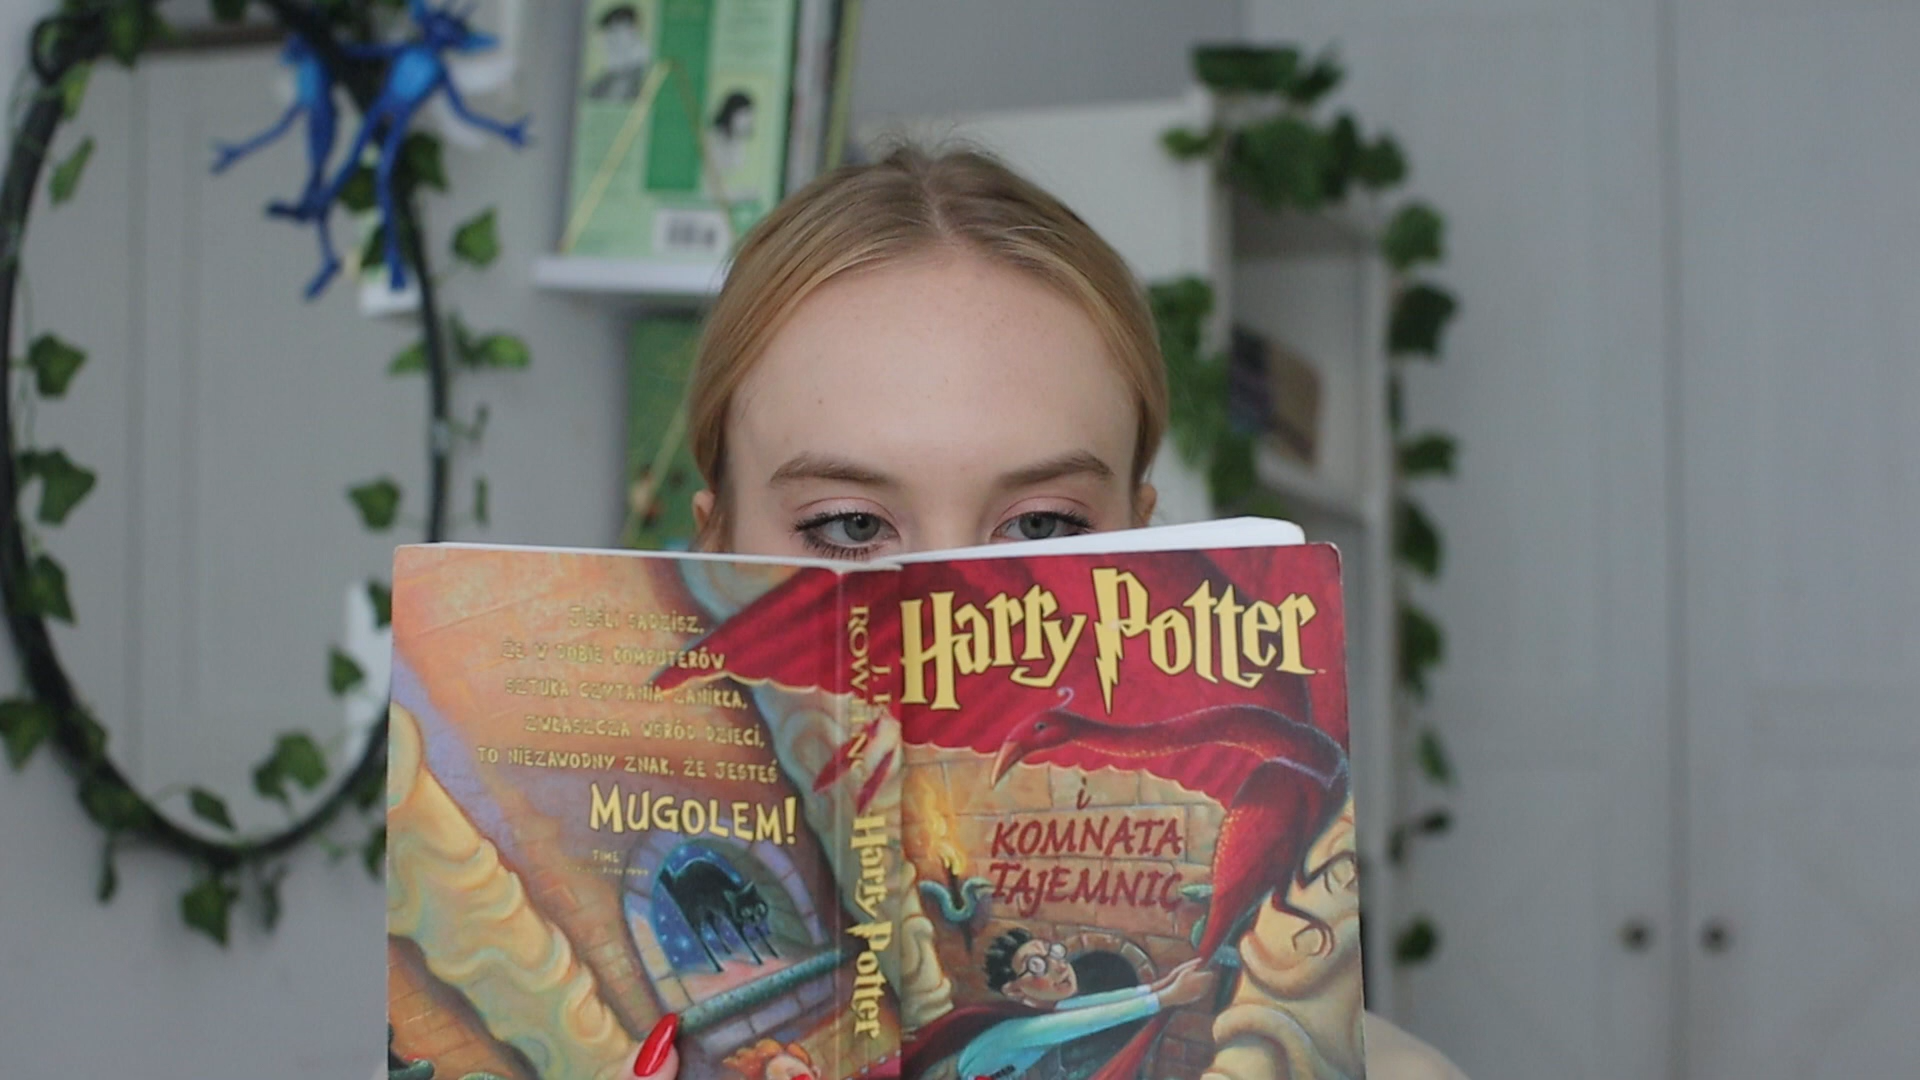 JEŚLI SĄDZISZ,
ŻE W DOBIE KOMPUTERÓW
SZTUKA CZYTANIA ZANIKŁA,
ZWŁASZCZA WŚRÓD DZIECI,
TO NIEZAWODNY ZNAK, ŻE JESTEŚ
MUGOLEM!
TIME
J. K.
ROWLING
Harry Potter
Harry Potter
i
KOMNATA
TAJEMNIC